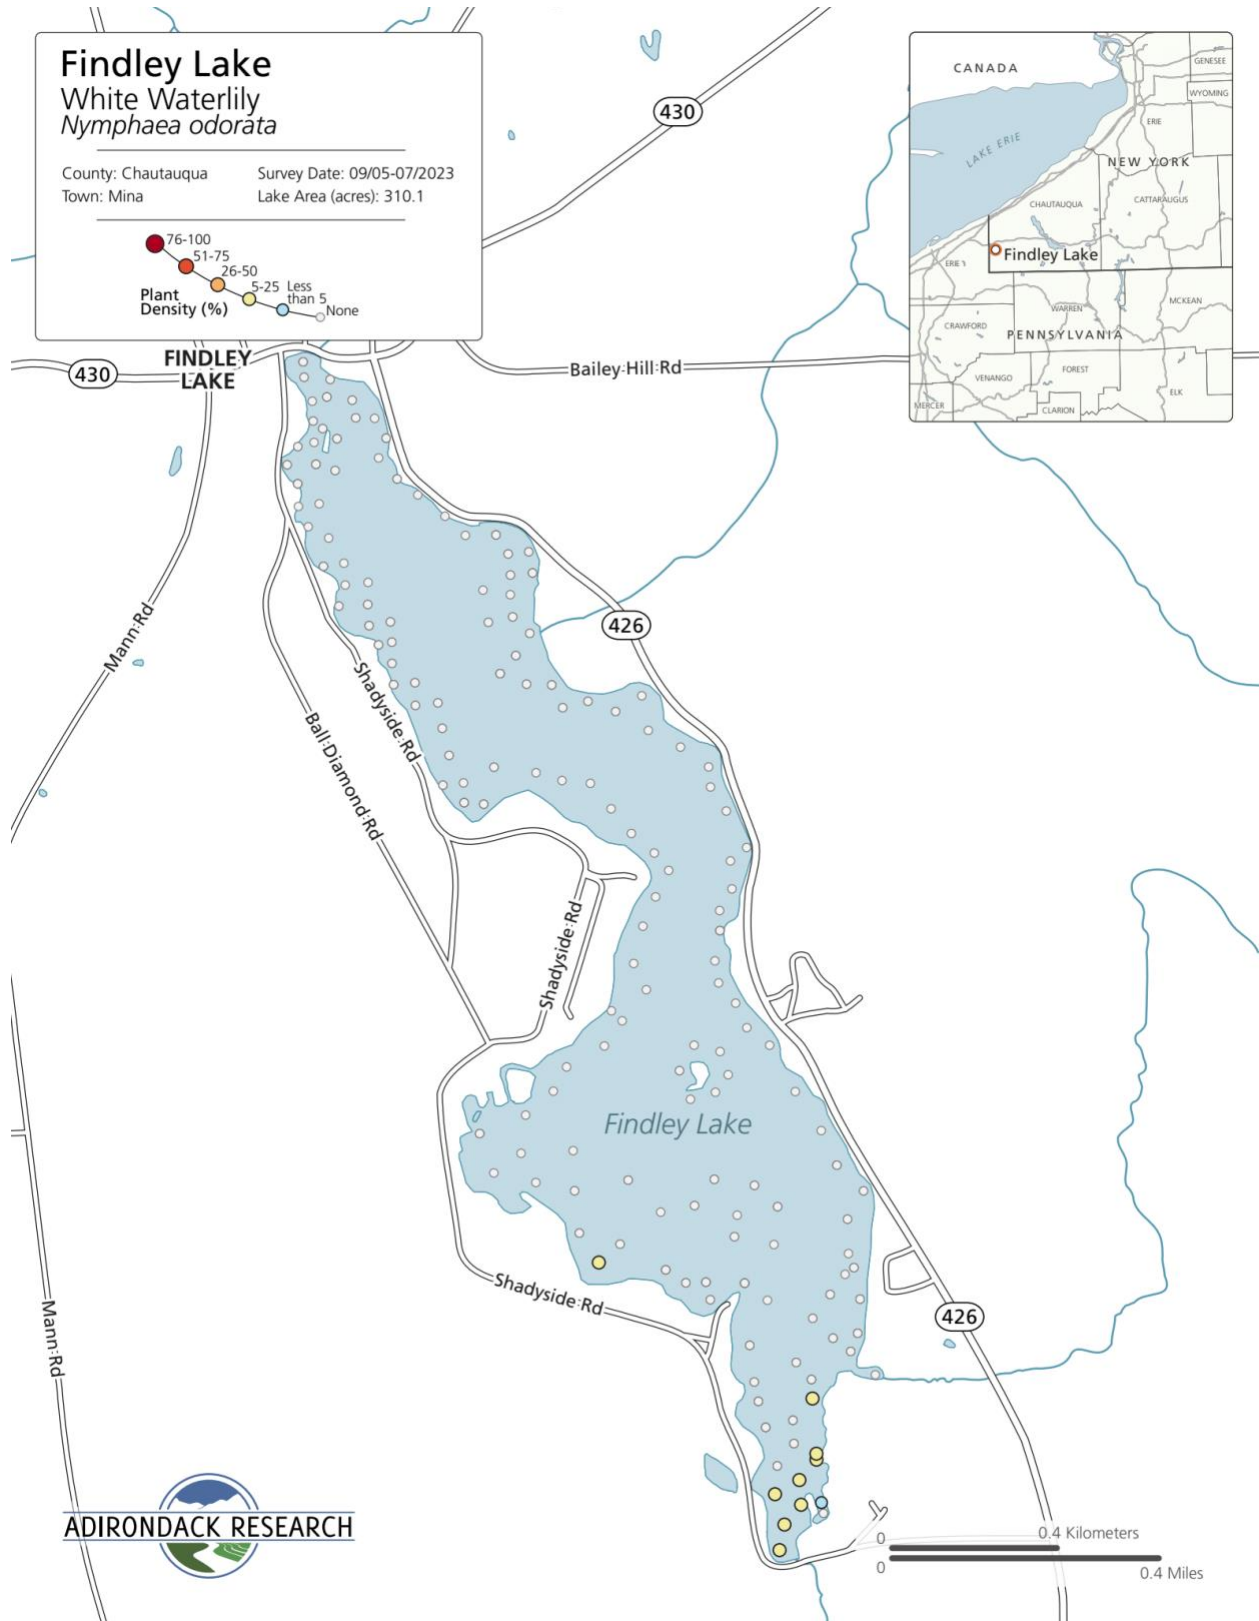 Findley Lake
White Waterlily
Nymphaea odorata
County: Chautauqua
Survey Date: 09/05-07/2023
Town: Mina
Lake Area (acres): 310.1
76-100
51-75
26-50
5-25
Less
than 5
None
Plant
Density (%)
CANADA
GENESEE
WYOMING
ERIE
LAKE ERIE
NEW YORK
CHAUTAUQUA
CATTARAUGUS
Findley Lake
ERIE
WARREN
MCKEAN
CRAWFORD
PENNSYLVANIA
VENANGO
FOREST
ELK
MERCER
CLARION
430
FINDLEY
LAKE
430
Bailey Hill Rd
Mann Rd
426
Shadyside Rd
Ball Diamond Rd
Shadyside Rd
Findley Lake
Shadyside Rd
426
Mann Rd
ADIRONDACK RESEARCH
0
0.4 Kilometers
0
0.4 Miles